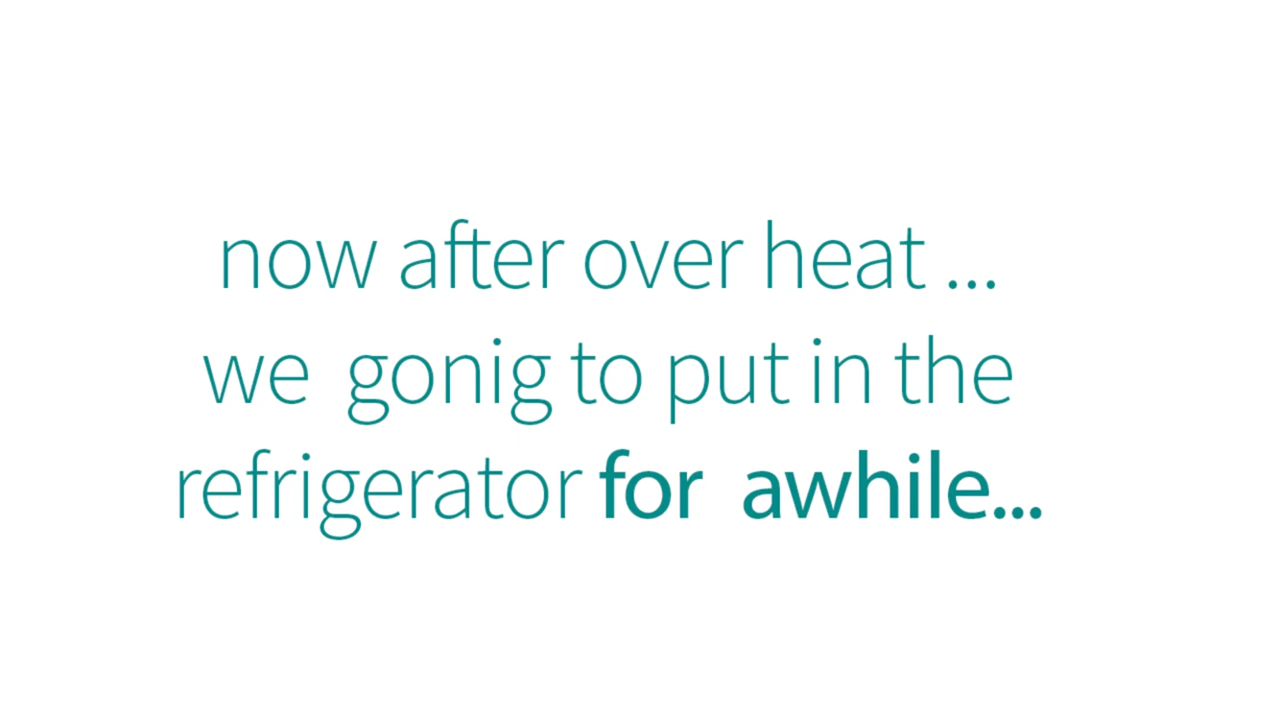 now after over heat ...
we  gonig to put in the
refrigerator for  awhile...